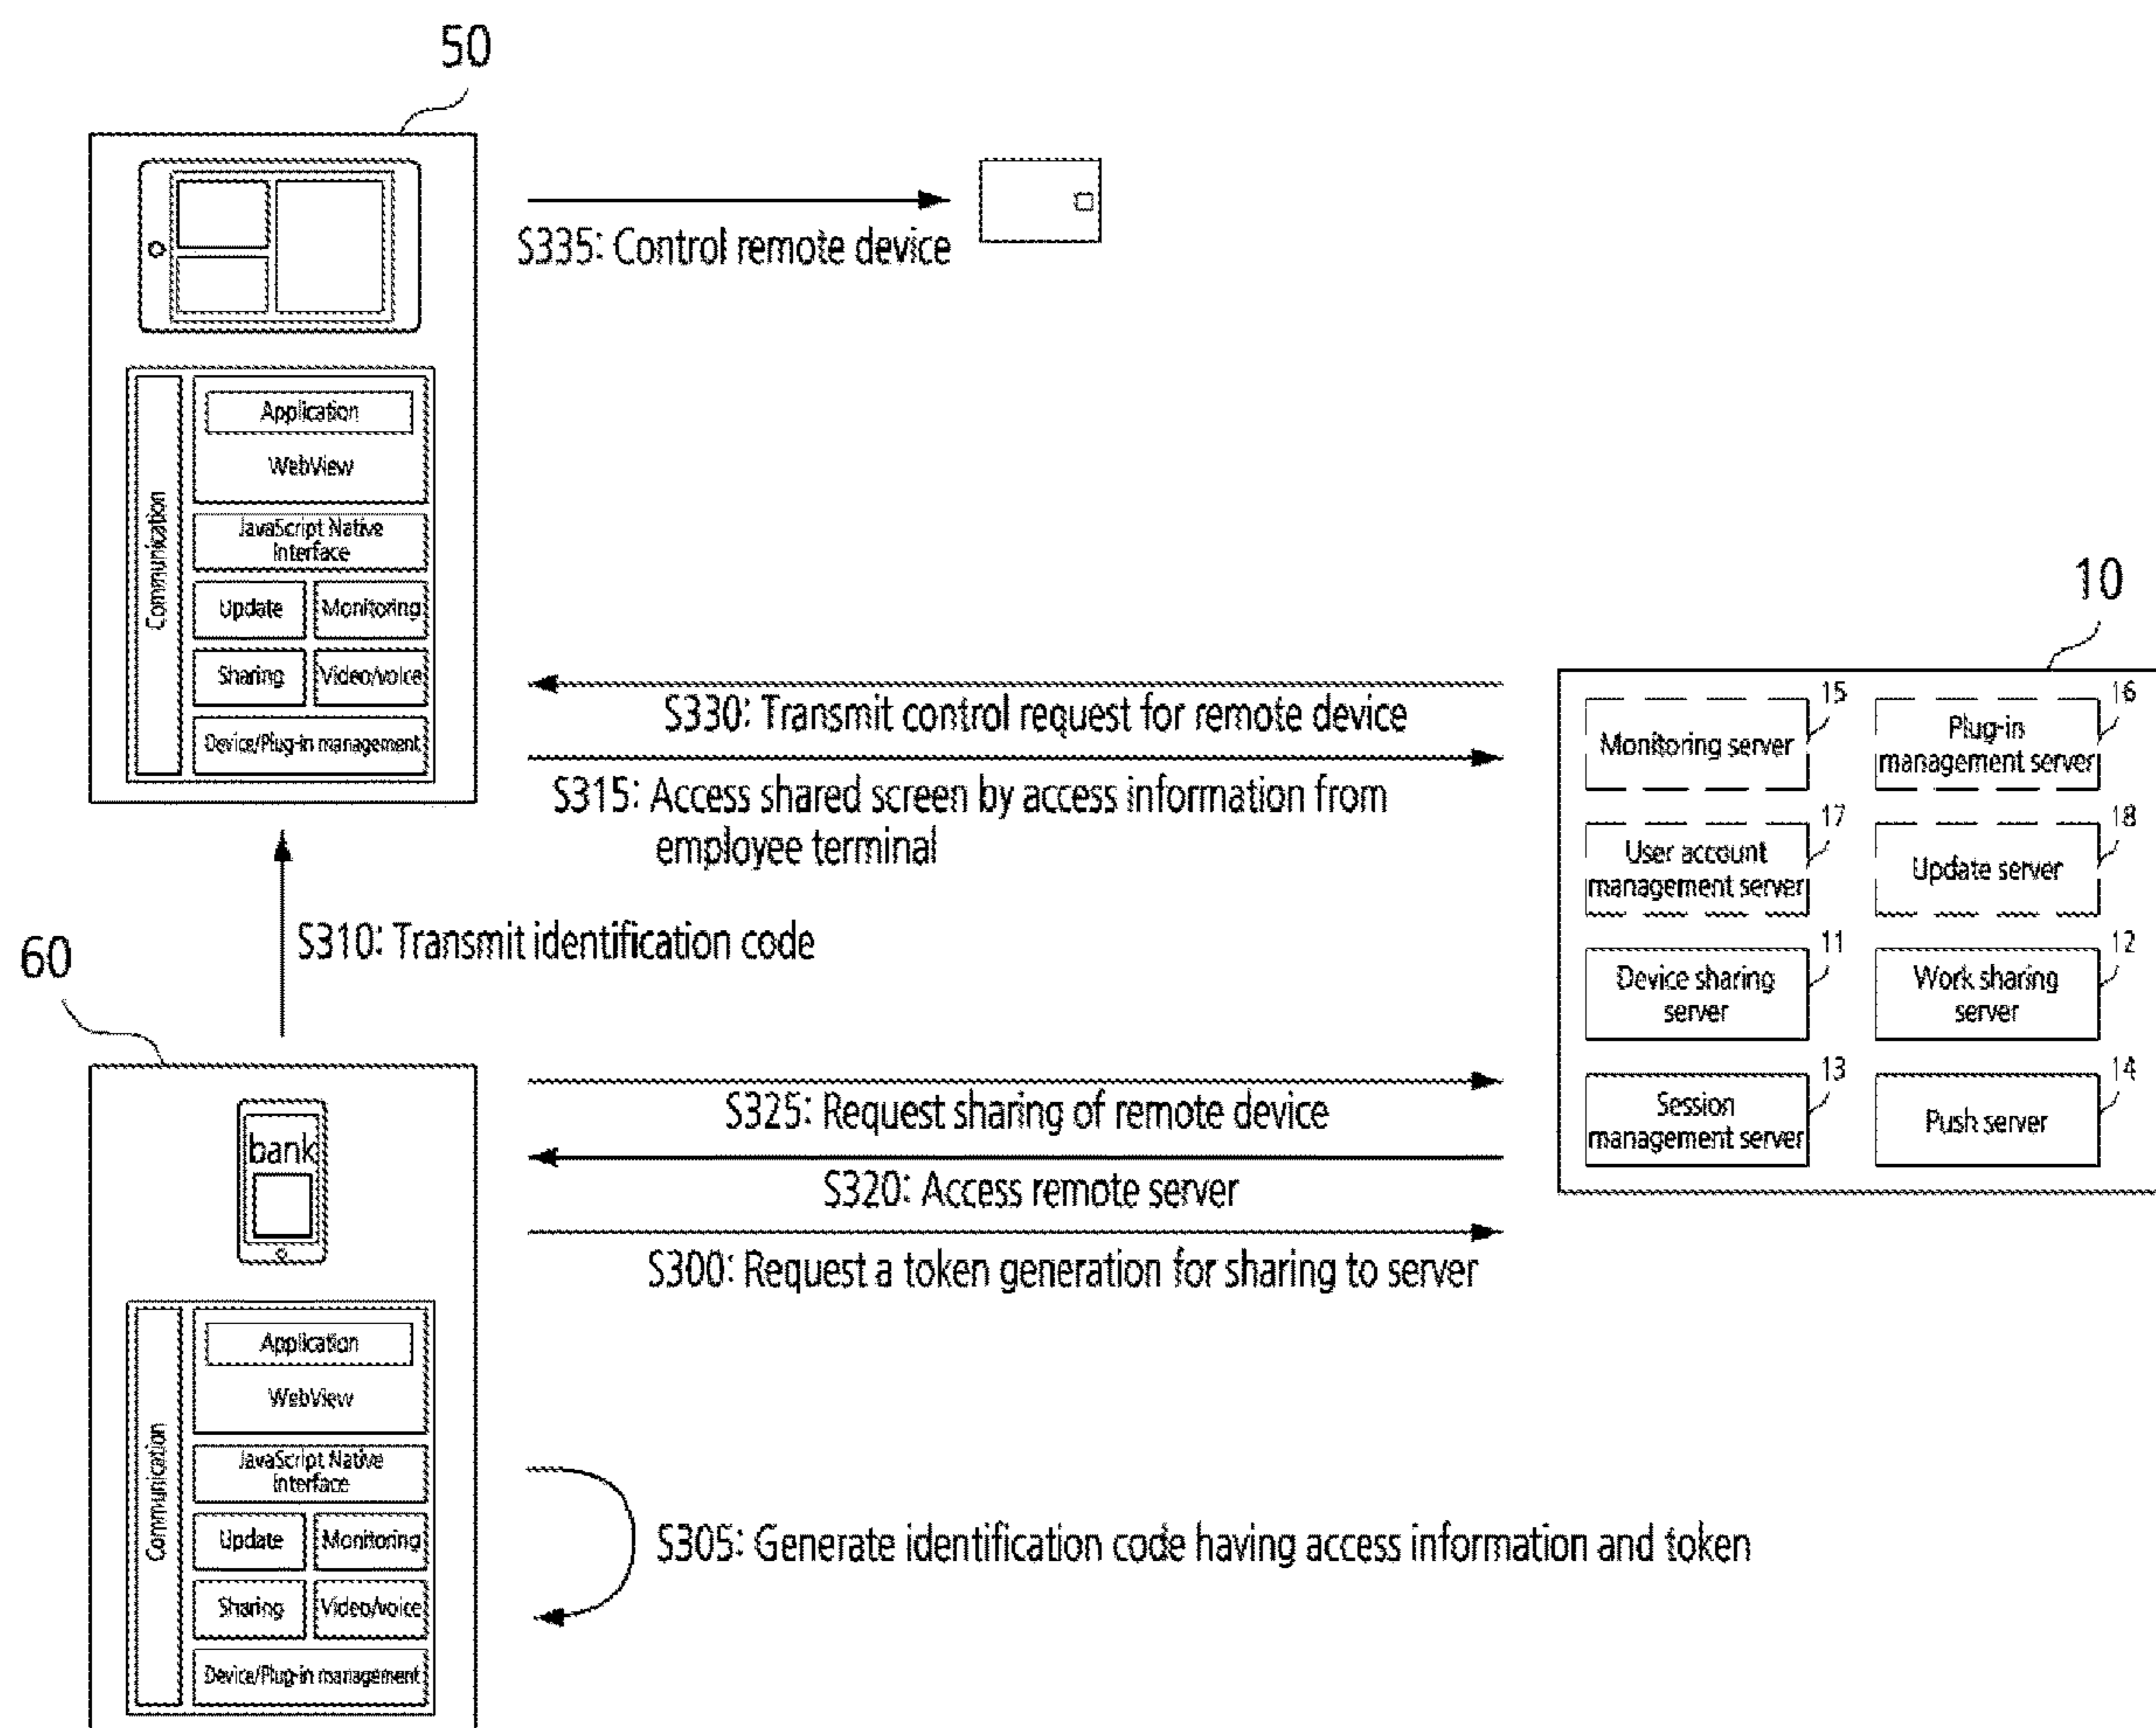 50
S335: Control remote device
Application
WebView
Communication
JavaScript Native
Interface
Update
Monitoring
Sharing
Video/voice
Device/Plug-in management
S330: Transmit control request for remote device
S315: Access shared screen by access information from
employee terminal
S310: Transmit identification code
10
15
Monitoring server
16
Plug-in
management server
17
User account
management server
18
Update server
11
Device sharing
server
12
Work sharing
server
13
Session
management server
14
Push server
60
bank
S325: Request sharing of remote device
S320: Access remote server
S300: Request a token generation for sharing to server
Application
WebView
Communication
JavaScript Native
Interface
Update
Monitoring
Sharing
Video/voice
Device/Plug-in management
S305: Generate identification code having access information and token